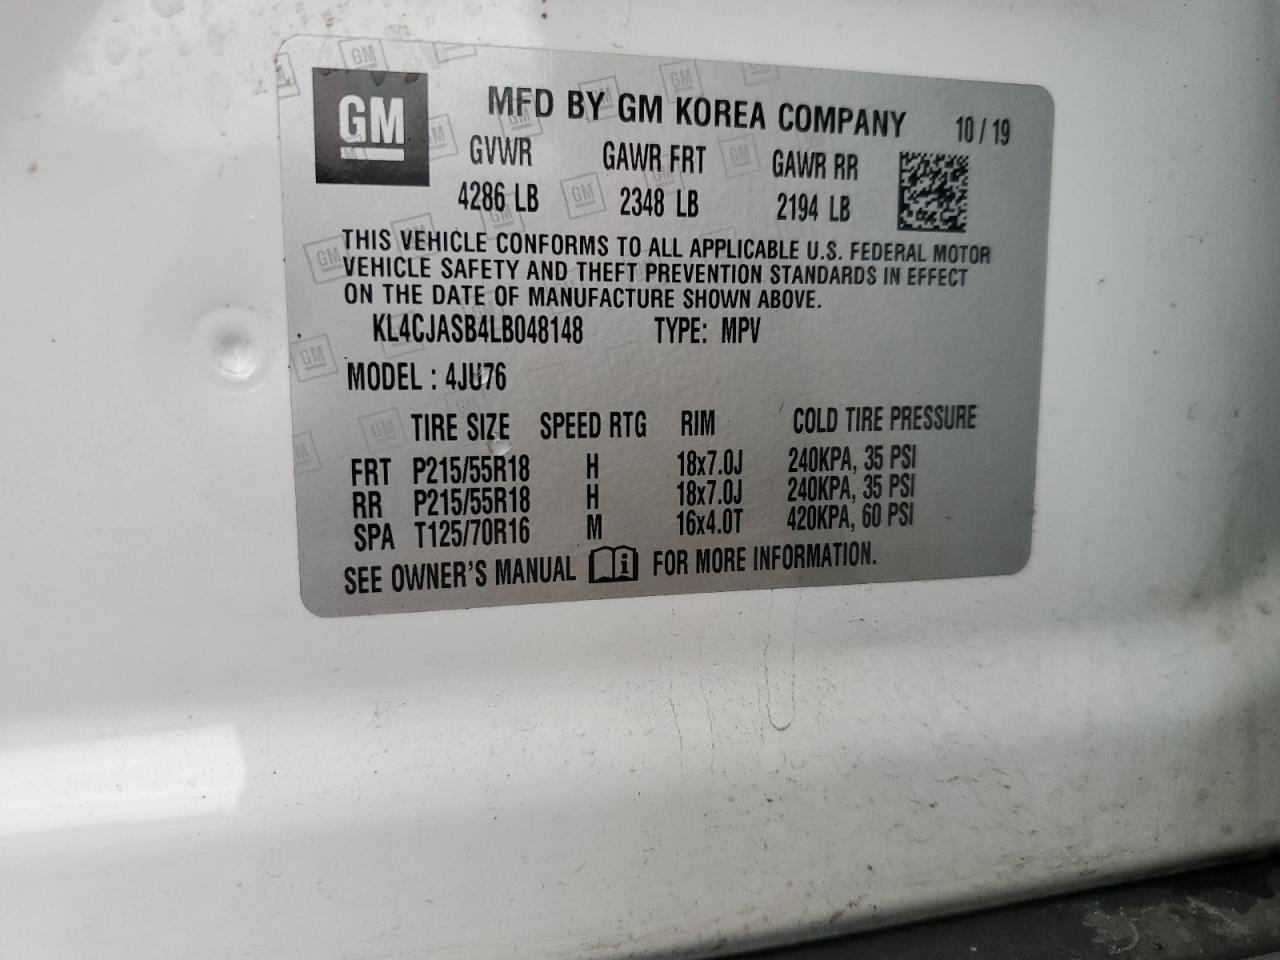 GM
MFD BY GM KOREA COMPANY 10 / 19
GVWR GAWR FRT GAWR RR
4286 LB 2348 LB 2194 LB
THIS VEHICLE CONFORMS TO ALL APPLICABLE U.S. FEDERAL MOTOR
VEHICLE SAFETY AND THEFT PREVENTION STANDARDS IN EFFECT
ON THE DATE OF MANUFACTURE SHOWN ABOVE.
KL4CJASB4LB048148 TYPE: MPV
MODEL : 4JU76
TIRE SIZE SPEED RTG RIM COLD TIRE PRESSURE
FRT P215/55R18 H 18x7.0J 240KPA, 35 PSI
RR P215/55R18 H 18x7.0J 240KPA, 35 PSI
SPA T125/70R16 M 16x4.0T 420KPA, 60 PSI
SEE OWNER'S MANUAL i FOR MORE INFORMATION.